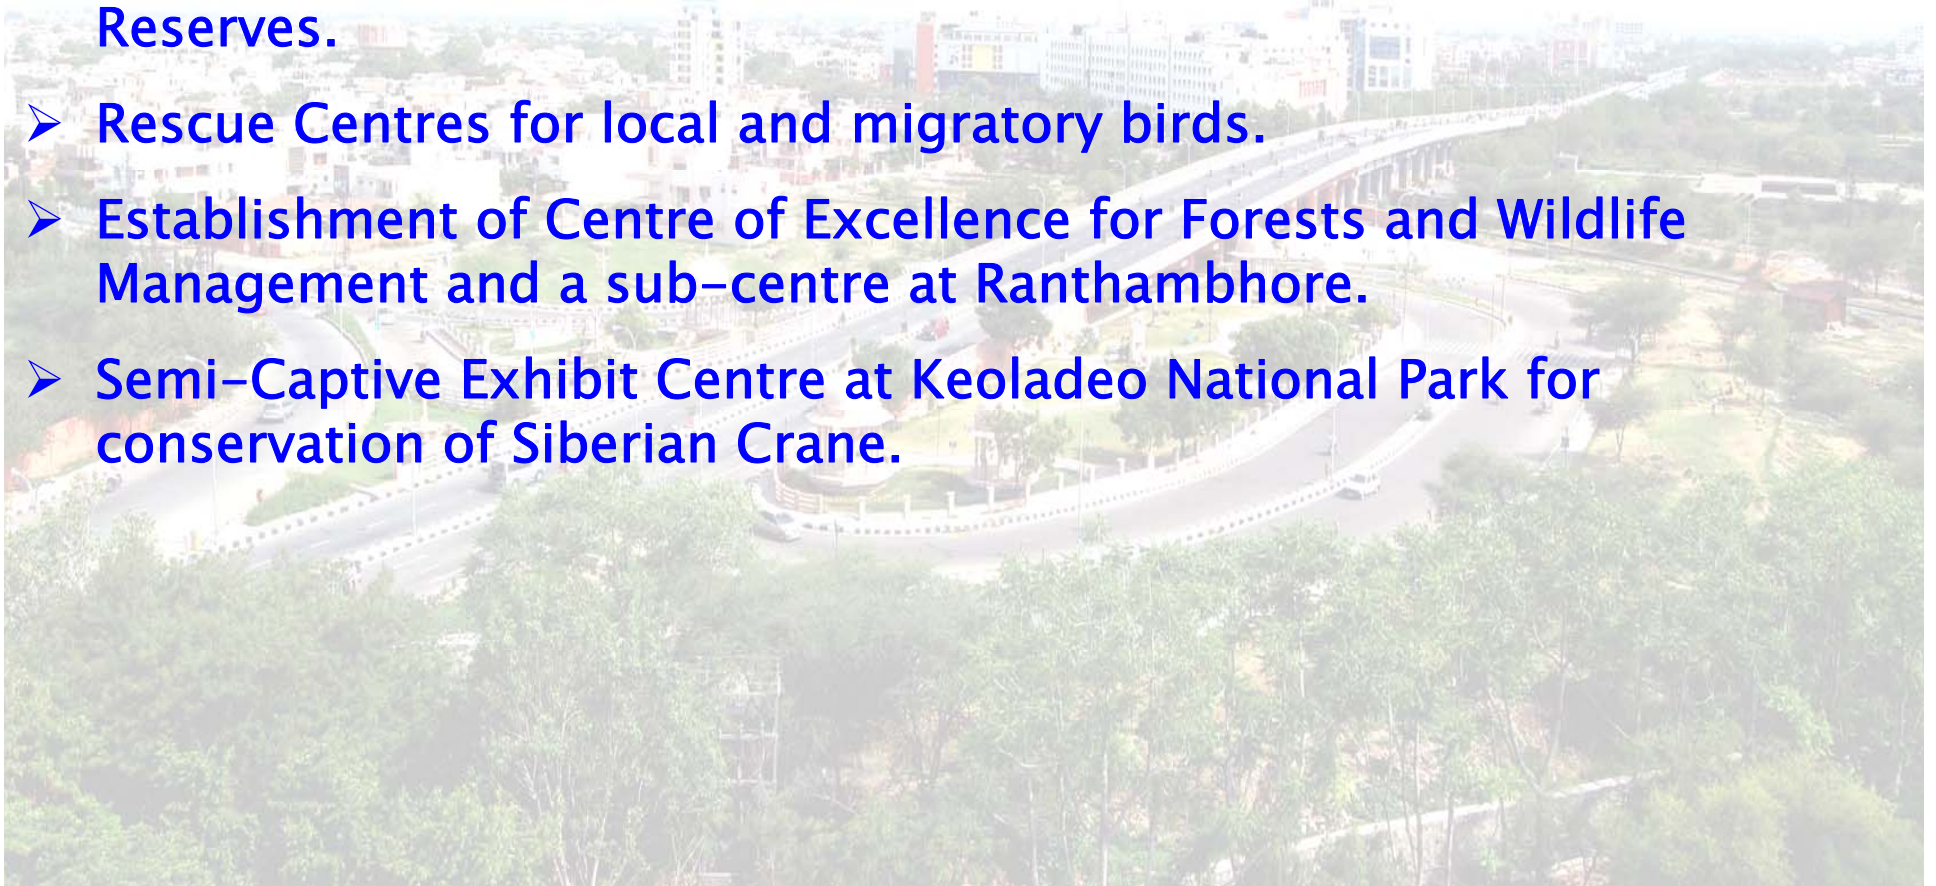 Reserves.
➢ Rescue Centres for local and migratory birds.
➢ Establishment of Centre of Excellence for Forests and Wildlife
Management and a sub-centre at Ranthambhore.
➢ Semi-Captive Exhibit Centre at Keoladeo National Park for
conservation of Siberian Crane.